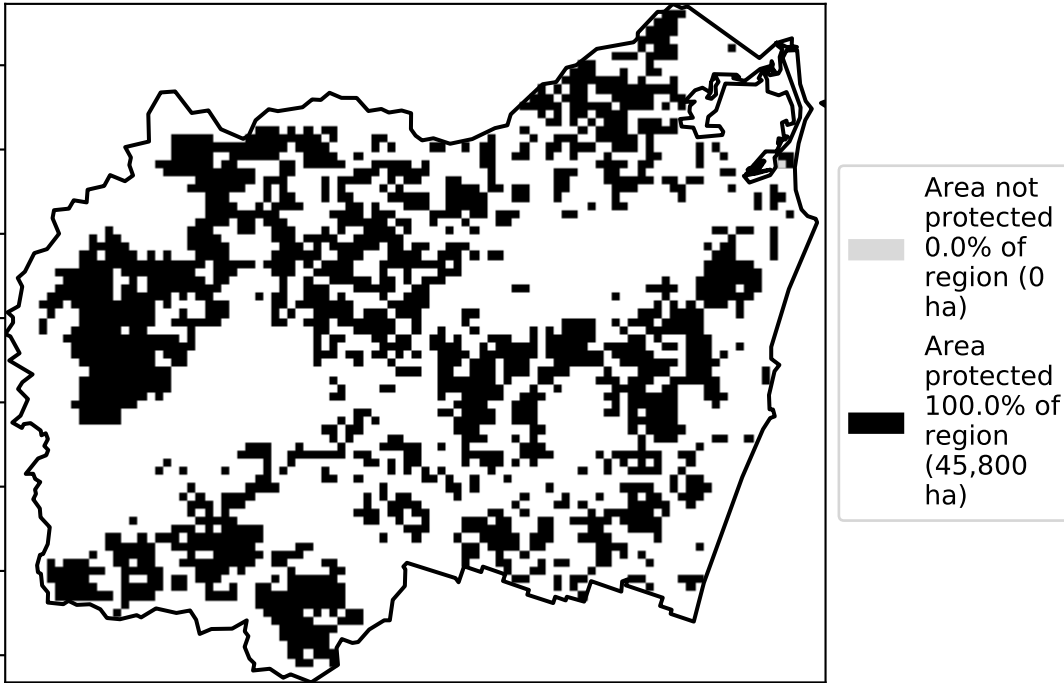 Area not
protected
0.0% of
region (0
ha)
Area
protected
100.0% of
region
(45,800
ha)